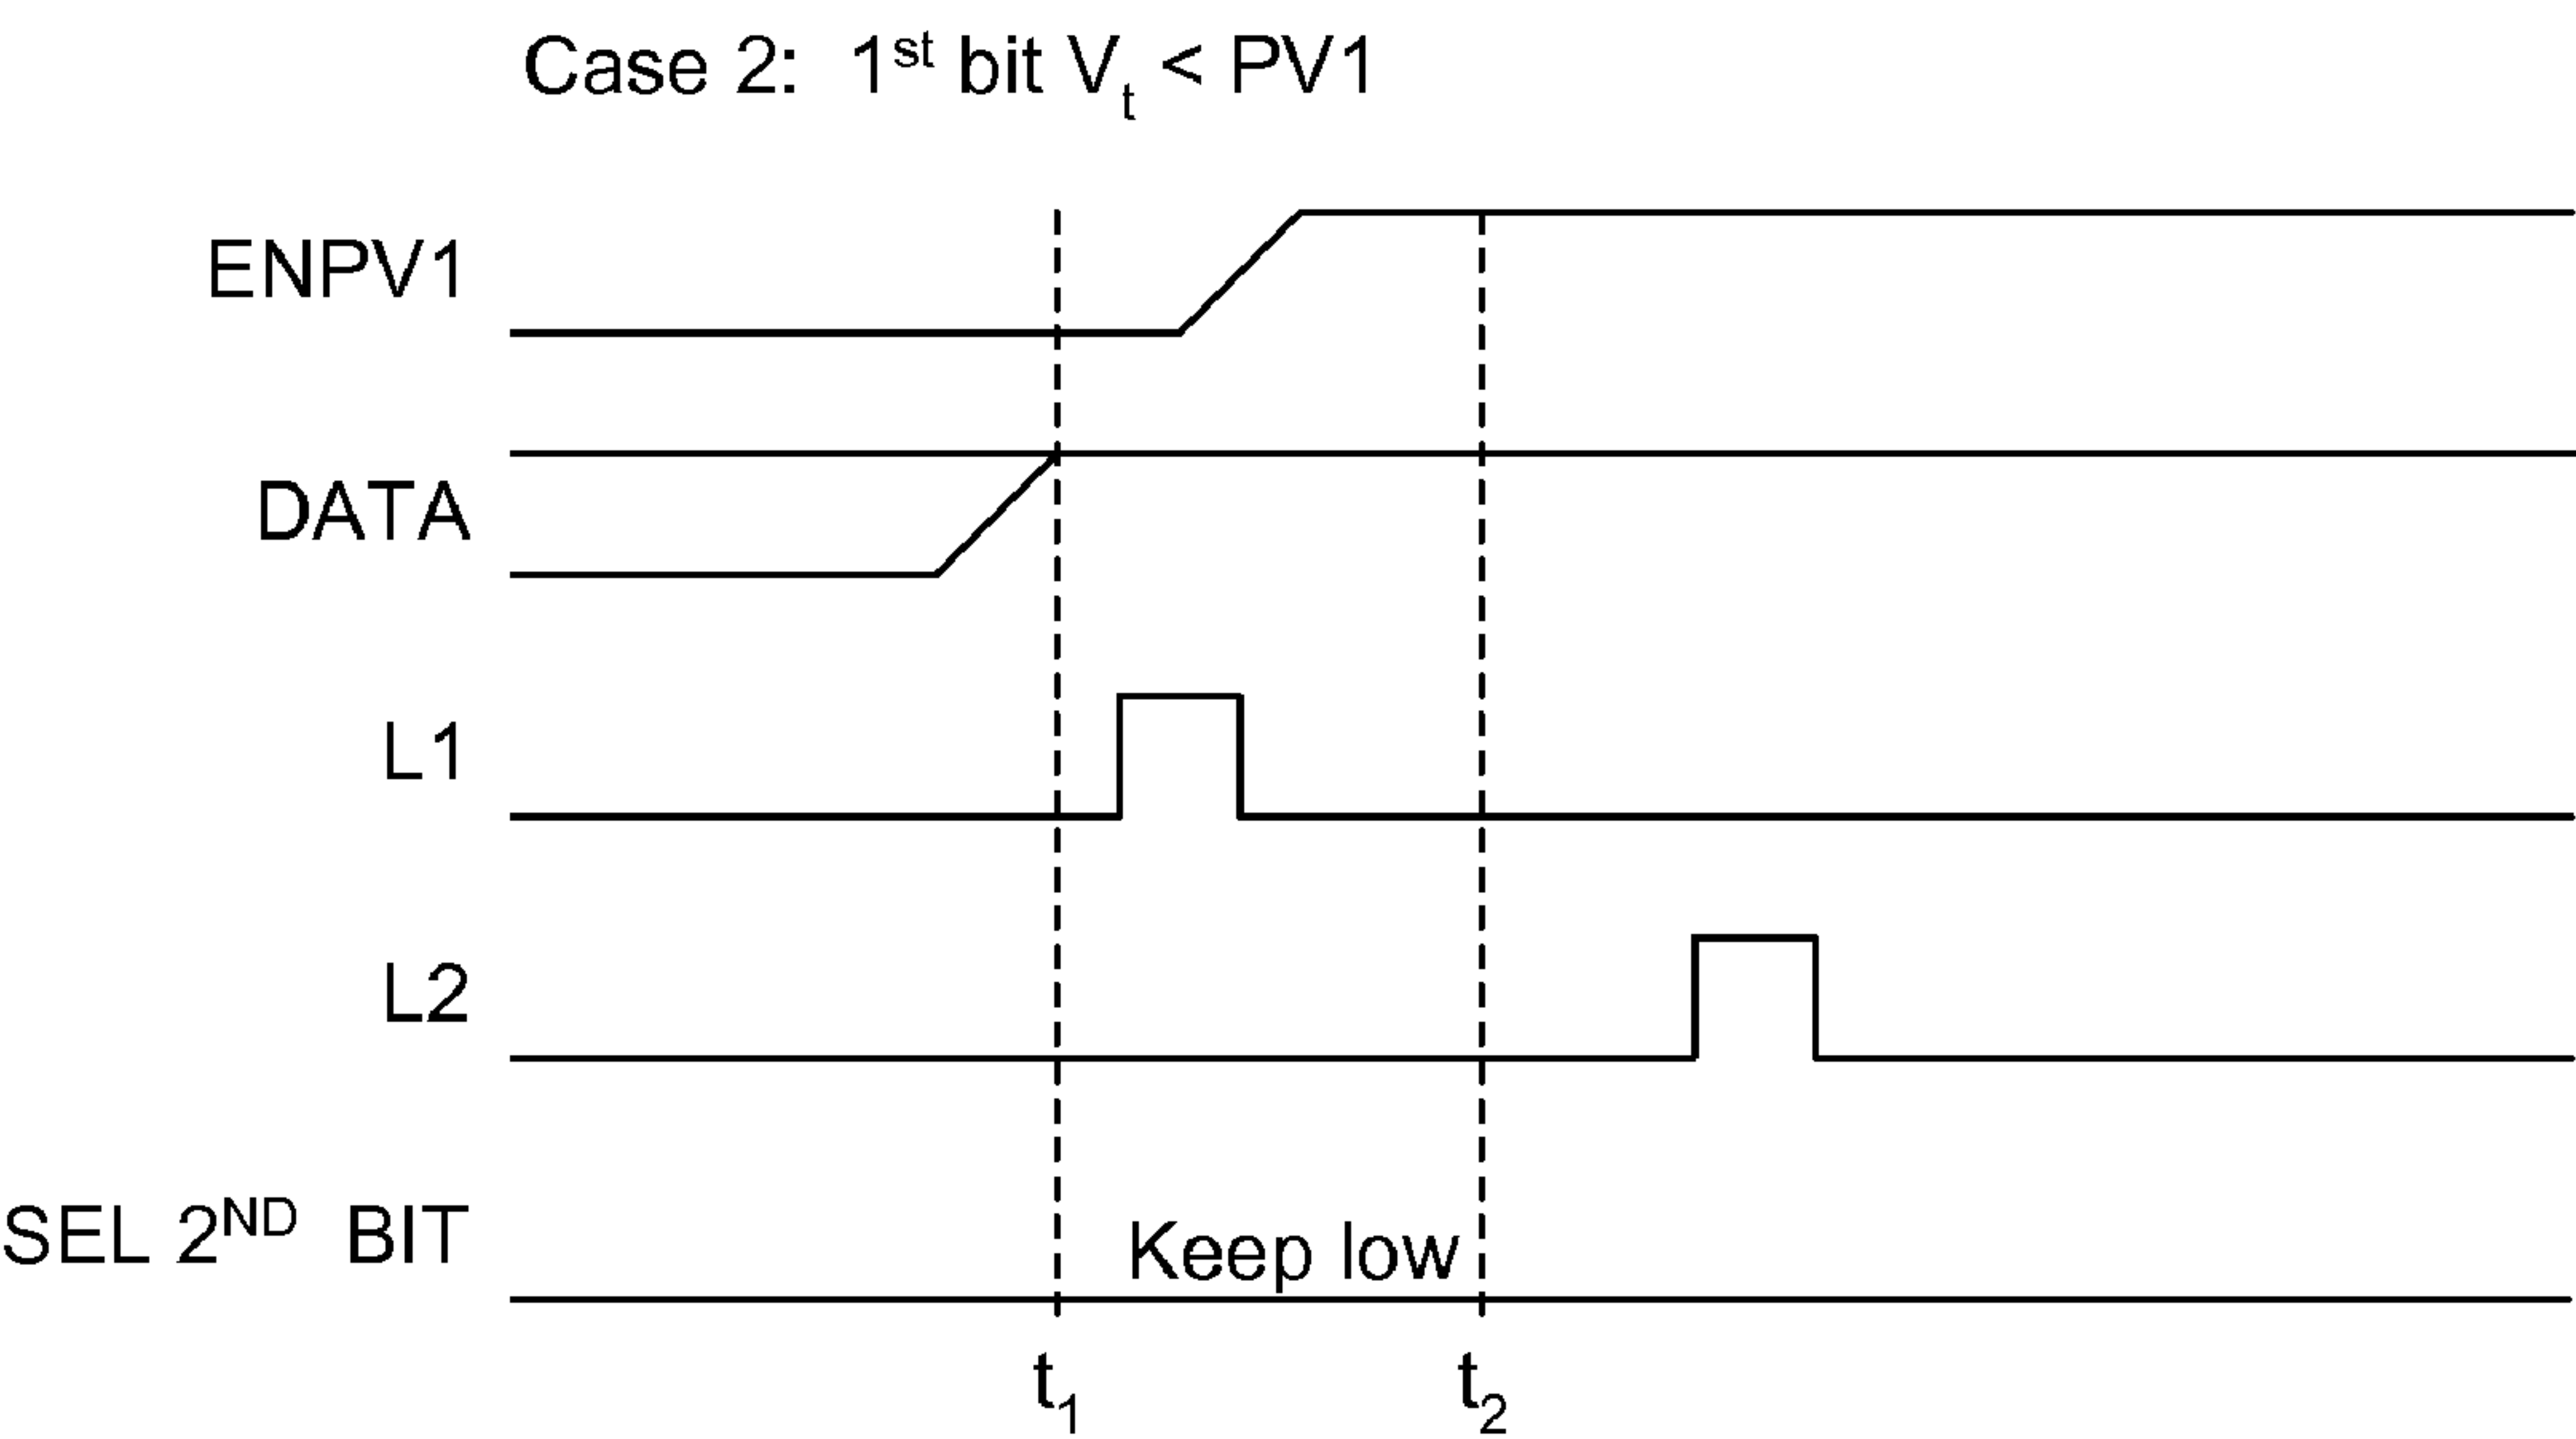 Case 2: 1st bit Vt < PV1
ENPV1
DATA
L1
L2
SEL 2ND BIT
Keep low
t1
t2